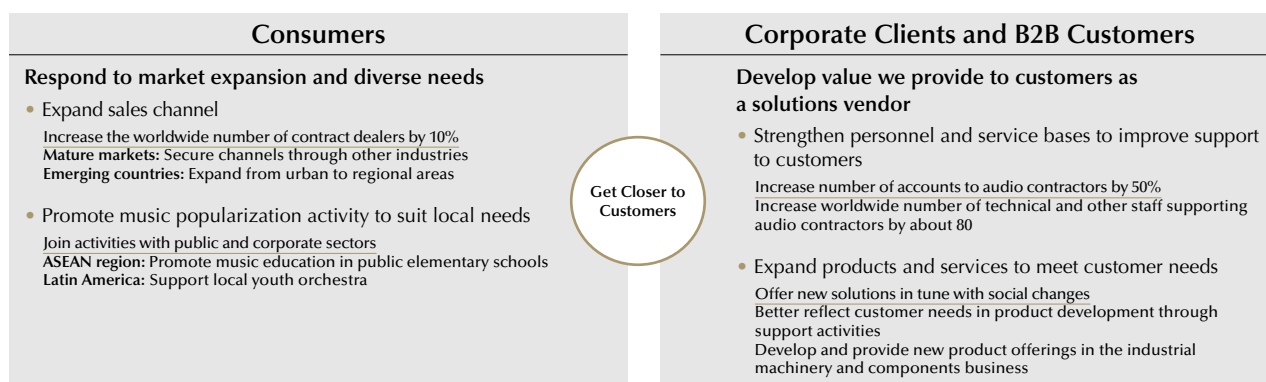 Consumers
Respond to market expansion and diverse needs
• Expand sales channel
Increase the worldwide number of contract dealers by 10%
Mature markets: Secure channels through other industries
Emerging countries: Expand from urban to regional areas
• Promote music popularization activity to suit local needs
Join activities with public and corporate sectors
ASEAN region: Promote music education in public elementary schools
Latin America: Support local youth orchestra
Get Closer to
Customers
Corporate Clients and B2B Customers
Develop value we provide to customers as
a solutions vendor
• Strengthen personnel and service bases to improve support
to customers
Increase number of accounts to audio contractors by 50%
Increase worldwide number of technical and other staff supporting
audio contractors by about 80
• Expand products and services to meet customer needs
Offer new solutions in tune with social changes
Better reflect customer needs in product development through
support activities
Develop and provide new product offerings in the industrial
machinery and components business